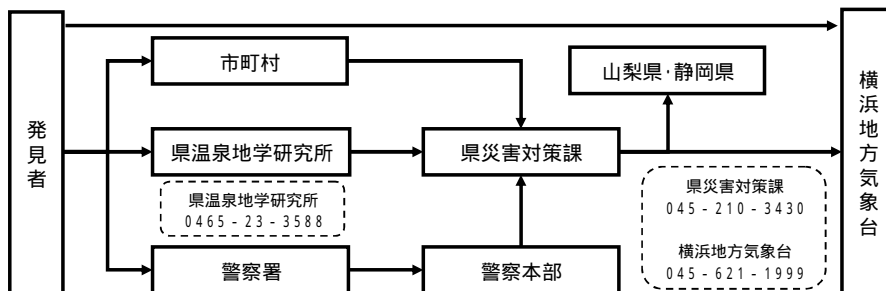 発見者
市町村
県温泉地学研究所
県温泉地学研究所
0465-23-3588
警察署
県災害対策課
警察本部
山梨県・静岡県
県災害対策課
045-210-3430
横浜地方気象台
045-621-1999
横浜地方気象台